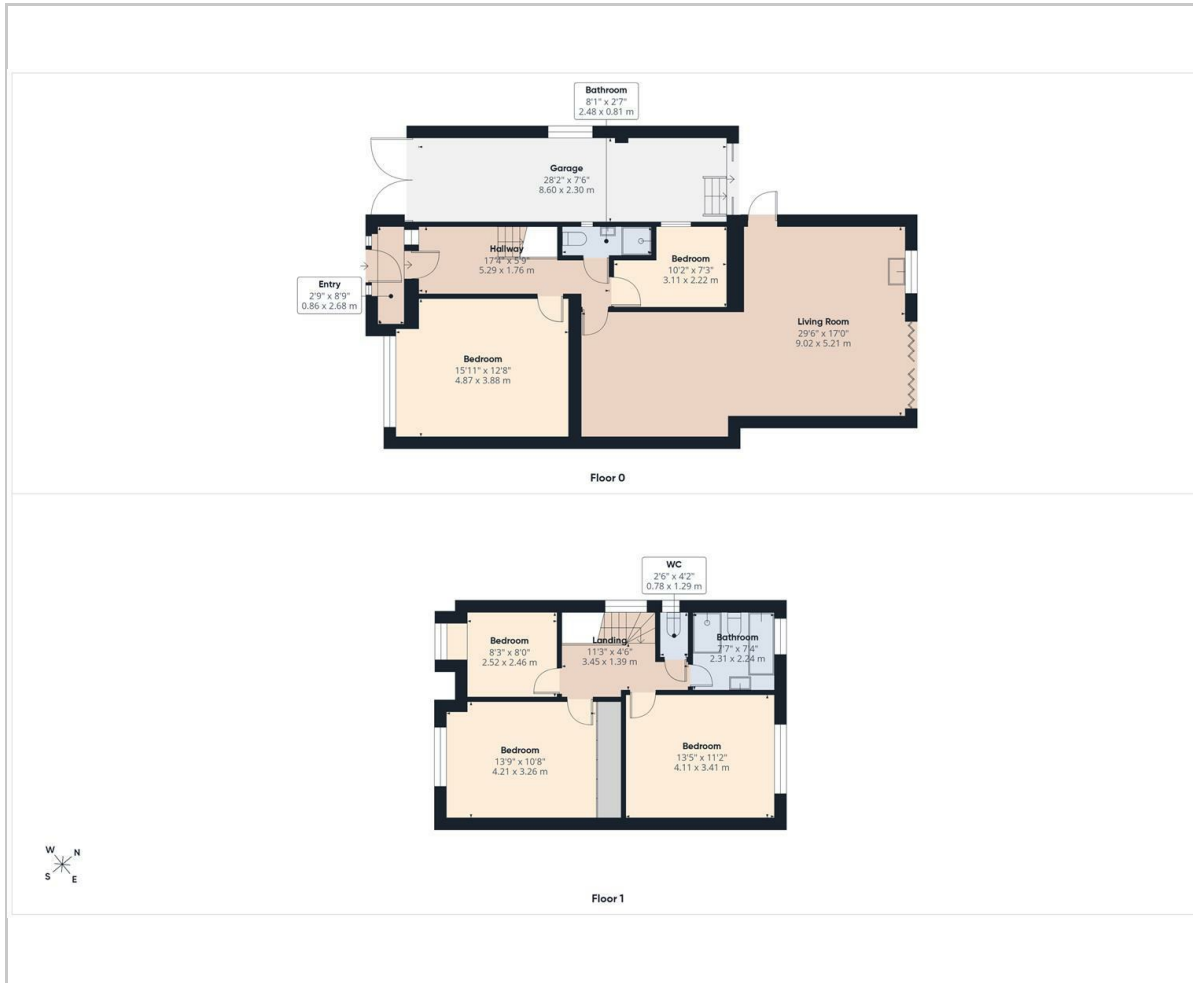 Bathroom
8'1" x 2'7"
2.48 x 0.81 m
Garage
28'2" x 7'6"
8.60 x 2.30 m
Hallway
17'4" x 5'9"
5.29 x 1.76 m
Bedroom
10'2" x 7'3"
3.11 x 2.22 m
Entry
2'9" x 8'9"
0.86 x 2.68 m
Living Room
29'6" x 17'0"
9.02 x 5.21 m
Bedroom
15'11" x 12'8"
4.87 x 3.88 m
Floor 0
WC
2'6" x 4'2"
0.78 x 1.29 m
Bedroom
8'3" x 8'0"
2.52 x 2.46 m
Landing
11'3" x 4'6"
3.45 x 1.39 m
Bathroom
7'7" x 7'4"
2.31 x 2.24 m
Bedroom
13'9" x 10'8"
4.21 x 3.26 m
Bedroom
13'5" x 11'2"
4.11 x 3.41 m
W N
S E
Floor 1